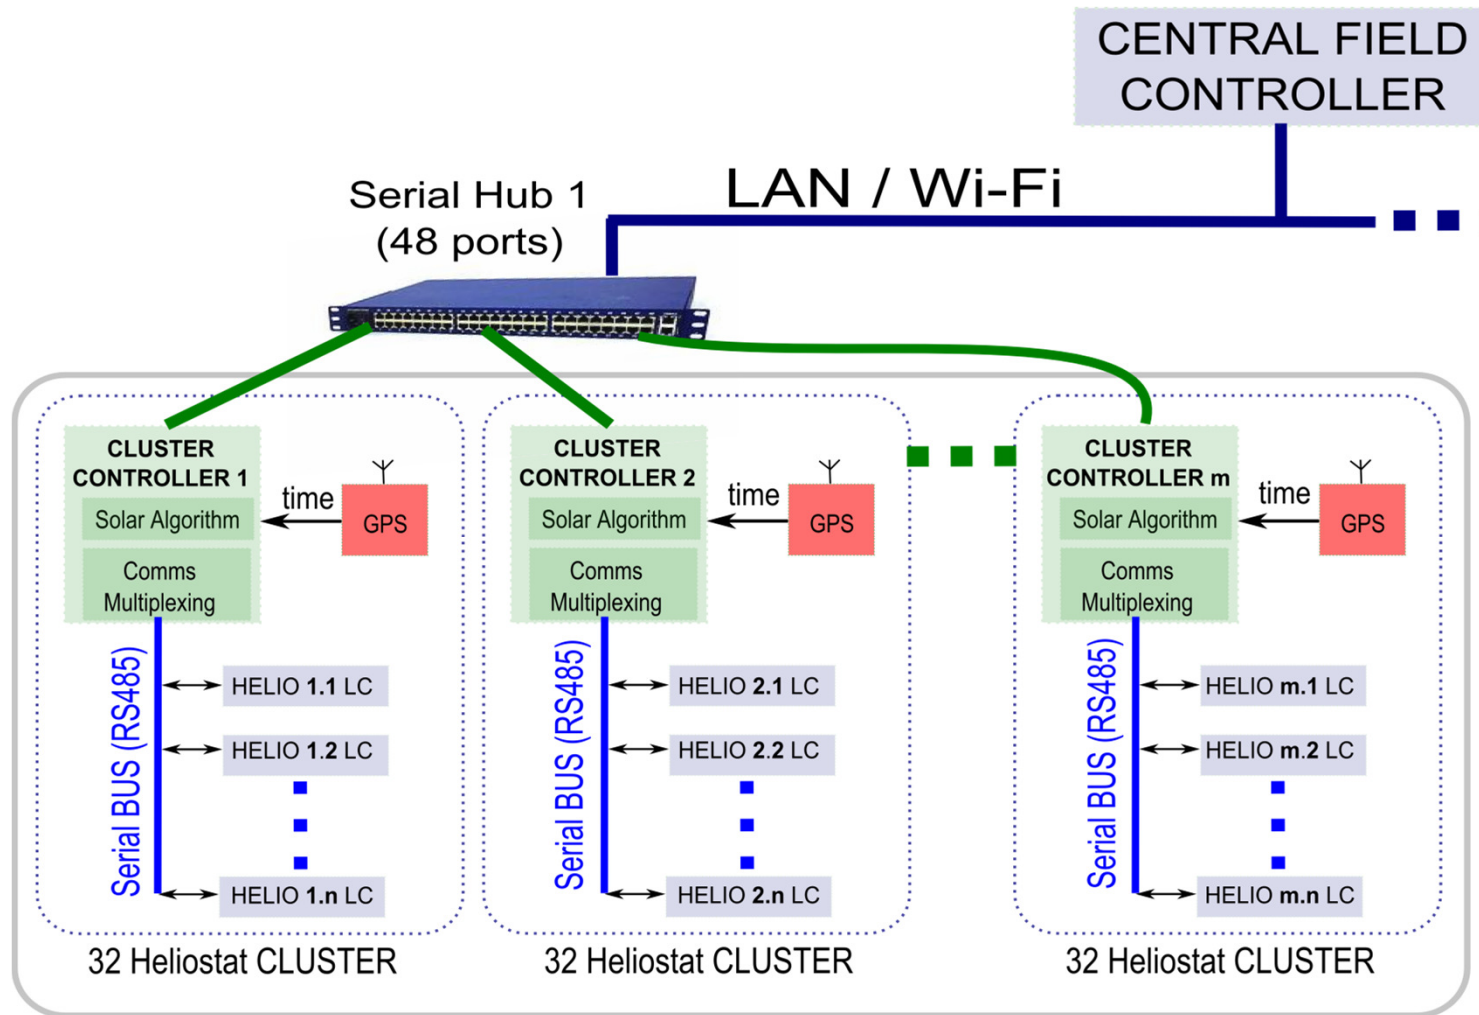 CENTRAL FIELD
CONTROLLER
LAN / Wi-Fi
Serial Hub 1
(48 ports)
CLUSTER
CONTROLLER 1
Solar Algorithm
Comms
Multiplexing
time
GPS
Serial BUS (RS485)
HELIO 1.1 LC
HELIO 1.2 LC
HELIO 1.n LC
32 Heliostat CLUSTER
CLUSTER
CONTROLLER 2
Solar Algorithm
Comms
Multiplexing
time
GPS
Serial BUS (RS485)
HELIO 2.1 LC
HELIO 2.2 LC
HELIO 2.n LC
32 Heliostat CLUSTER
CLUSTER
CONTROLLER m
Solar Algorithm
Comms
Multiplexing
time
GPS
Serial BUS (RS485)
HELIO m.1 LC
HELIO m.2 LC
HELIO m.n LC
32 Heliostat CLUSTER